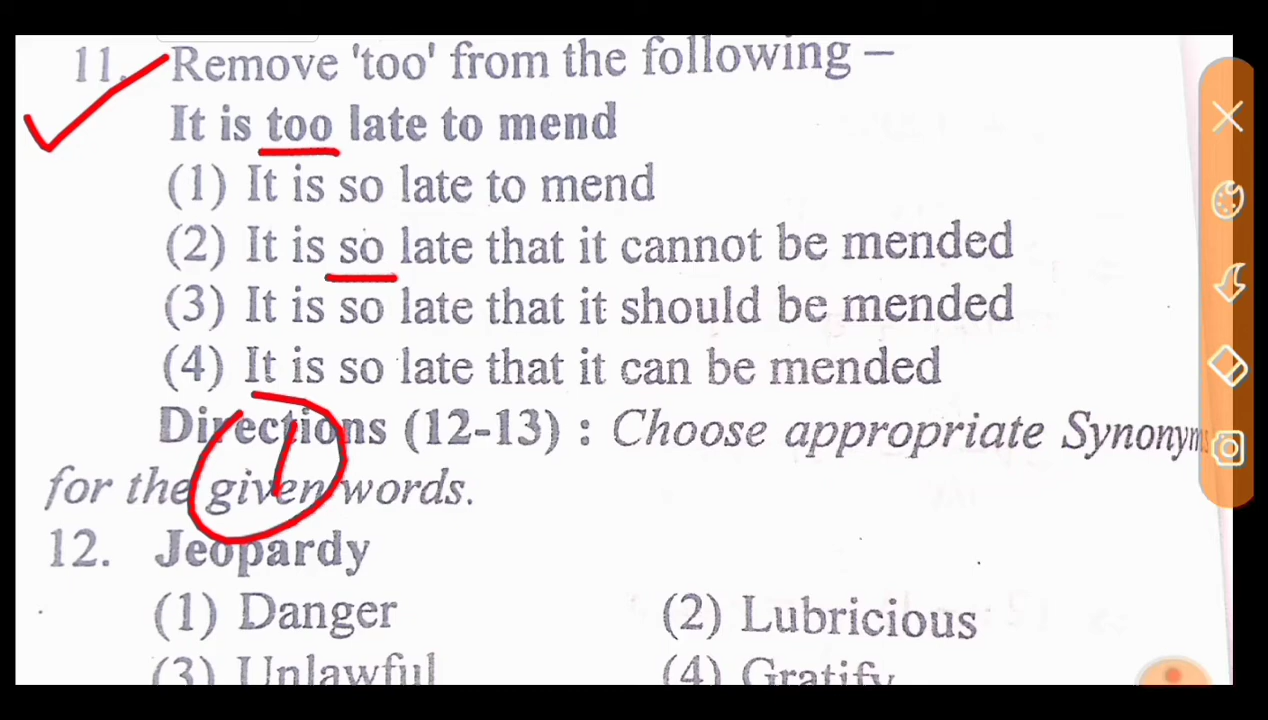 11. Remove 'too' from the following –
It is too late to mend
(1) It is so late to mend
(2) It is so late that it cannot be mended
(3) It is so late that it should be mended
(4) It is so late that it can be mended
Directions (12-13) : Choose appropriate Synonyms
for the given words.
12. Jeopardy
(1) Danger (2) Lubricious
(3) Unlawful (4) Gratify